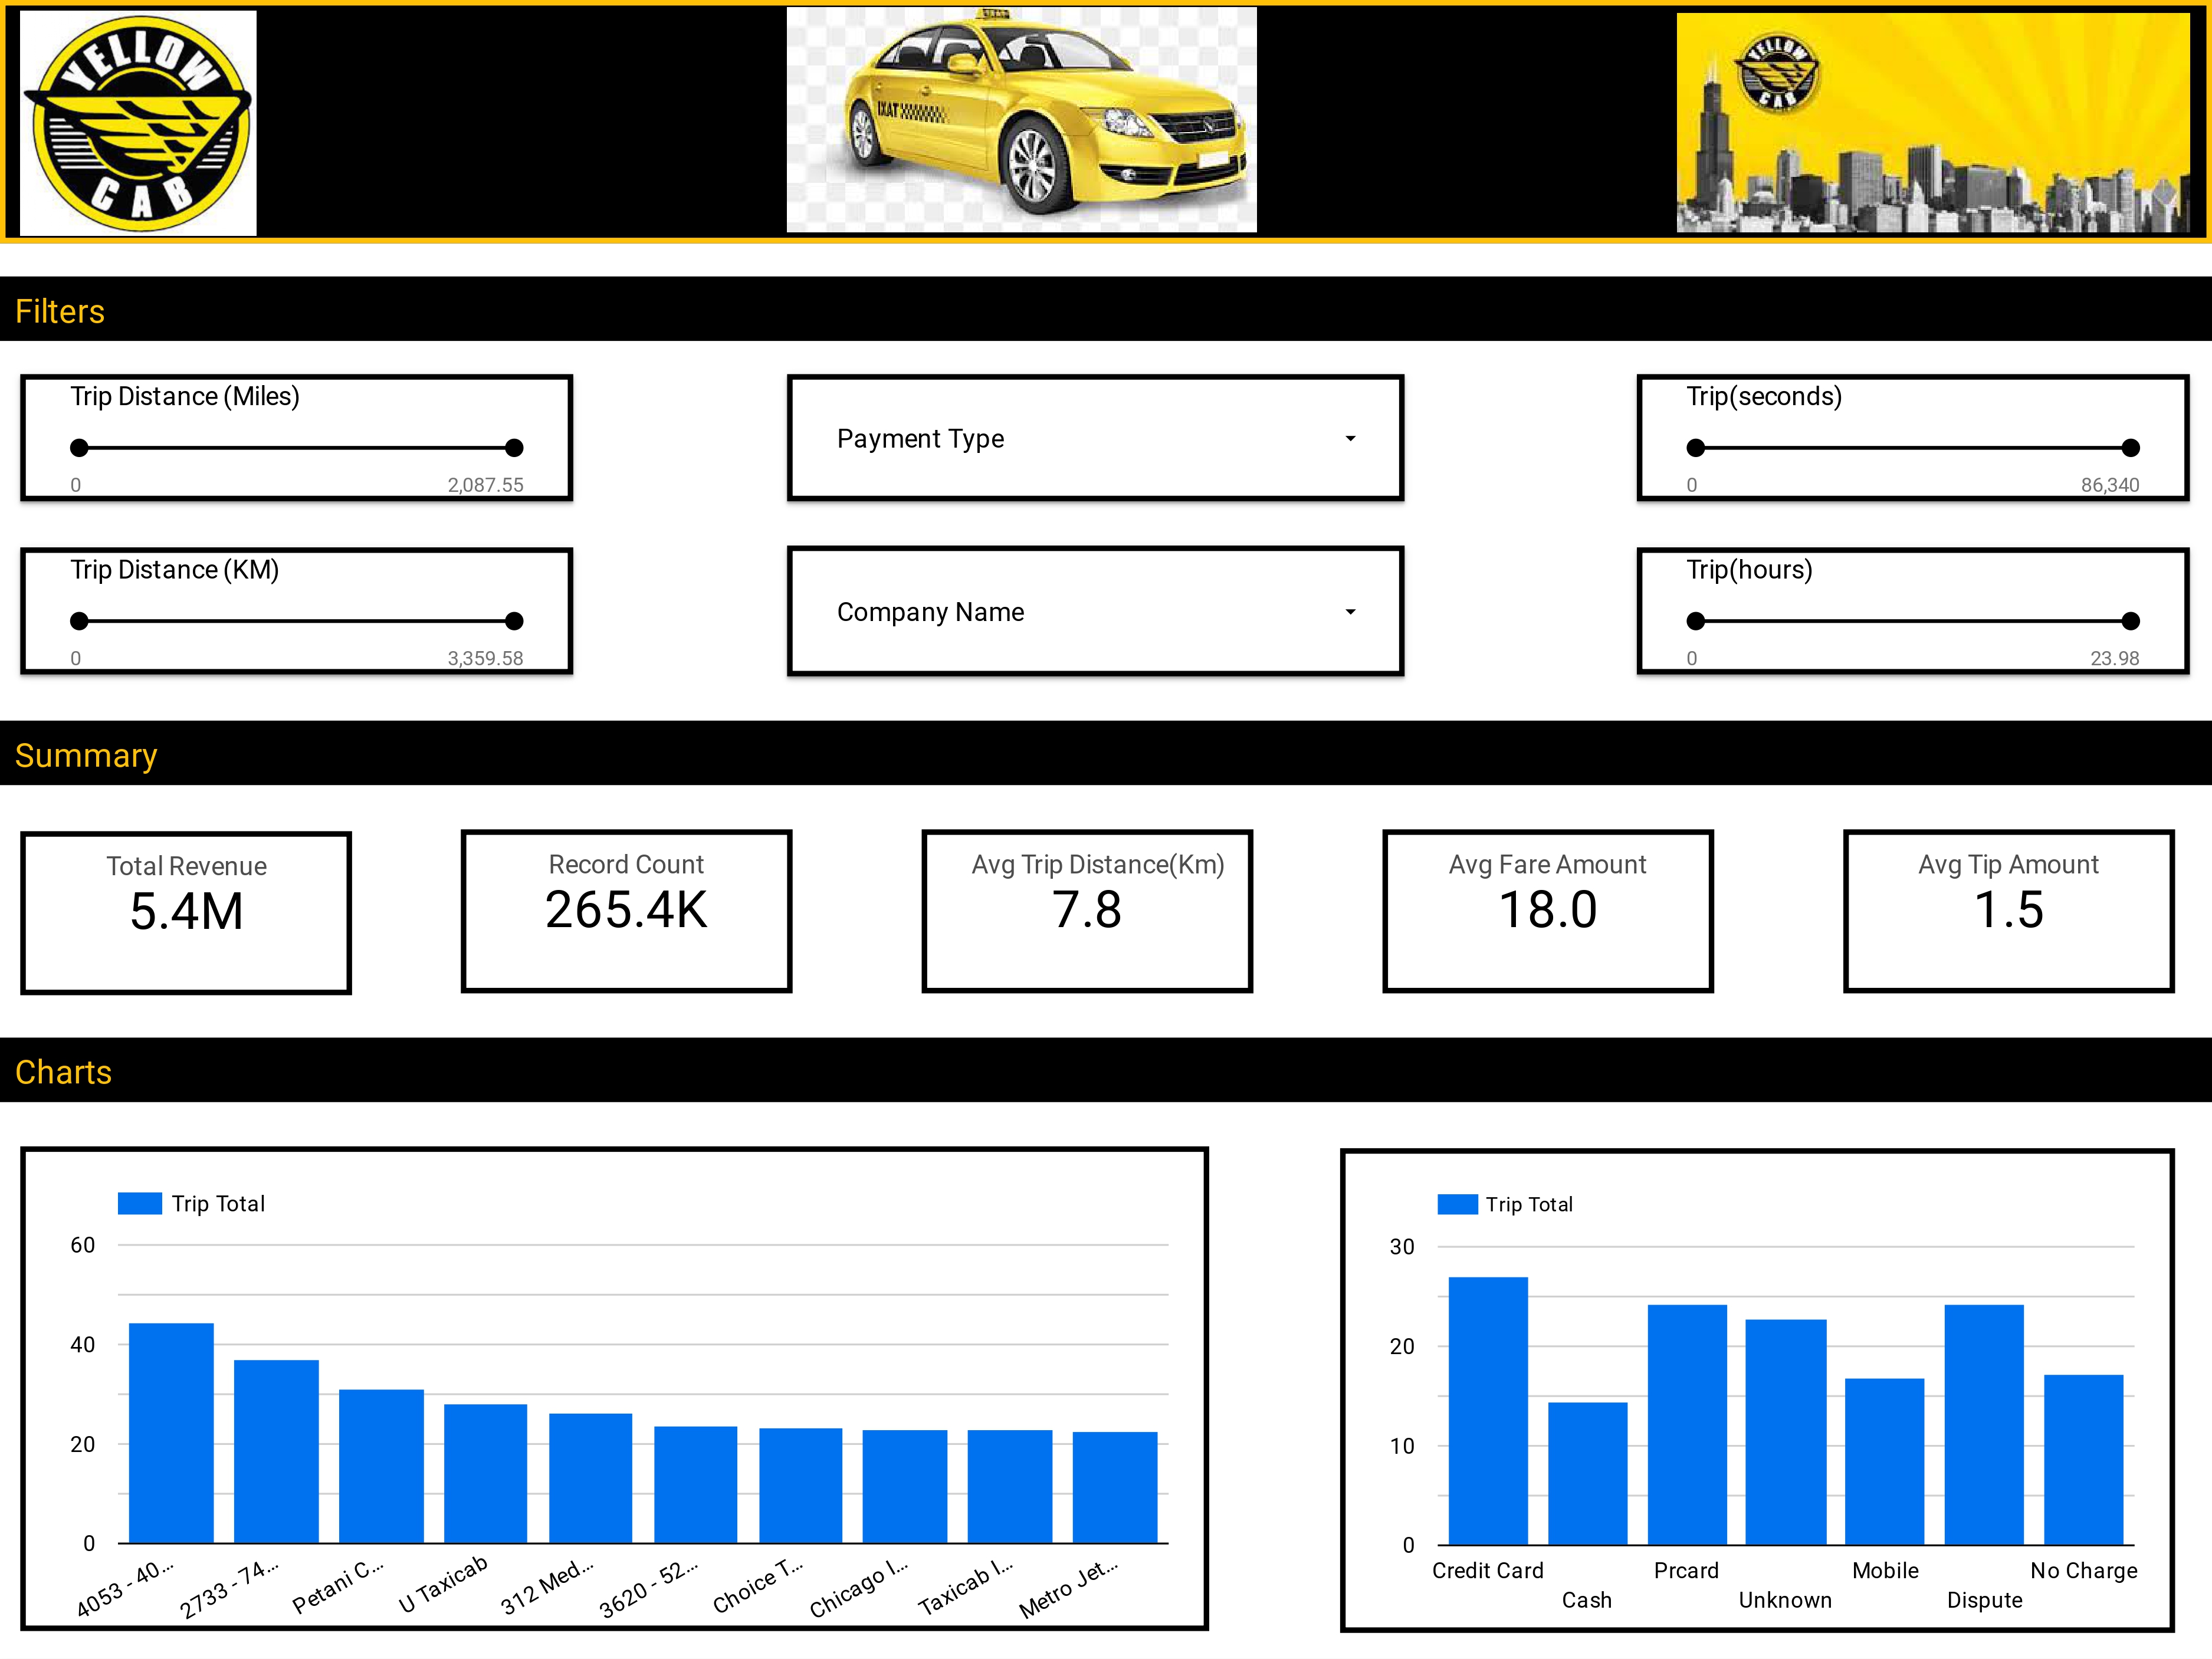 YELLOW
CAB
TAXI
IXAT
YELLOW
CAB
Filters
Trip Distance (Miles)
0 2,087.55
Payment Type
Trip(seconds)
0 86,340
Trip Distance (KM)
0 3,359.58
Company Name
Trip(hours)
0 23.98
Summary
Total Revenue
5.4M
Record Count
265.4K
Avg Trip Distance(Km)
7.8
Avg Fare Amount
18.0
Avg Tip Amount
1.5
Charts
Trip Total
60
40
20
0
4053 - 40...
2733 - 74...
Petani C...
U Taxicab
312 Med...
3620 - 52...
Choice T...
Chicago I...
Taxicab I...
Metro Jet...
Trip Total
30
20
10
0
Credit Card
Cash
Prcard
Unknown
Mobile
Dispute
No Charge